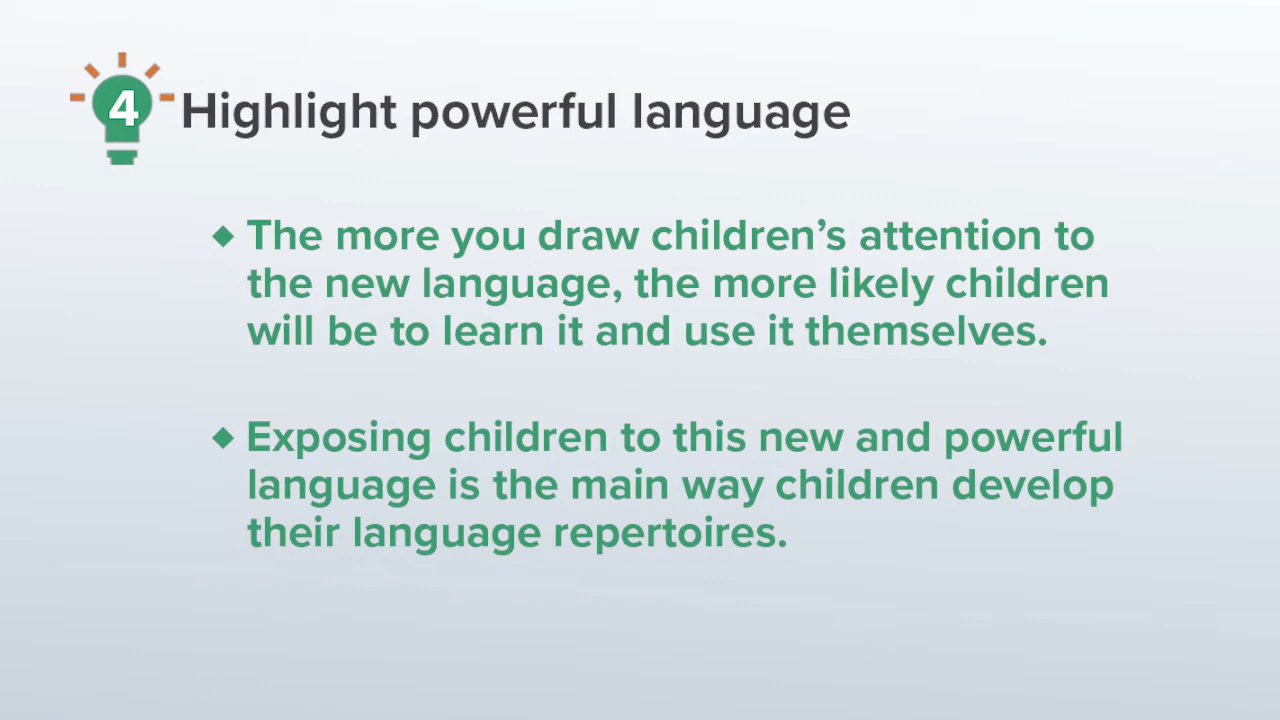 4 Highlight powerful language
◆ The more you draw children’s attention to
the new language, the more likely children
will be to learn it and use it themselves.
◆ Exposing children to this new and powerful
language is the main way children develop
their language repertoires.